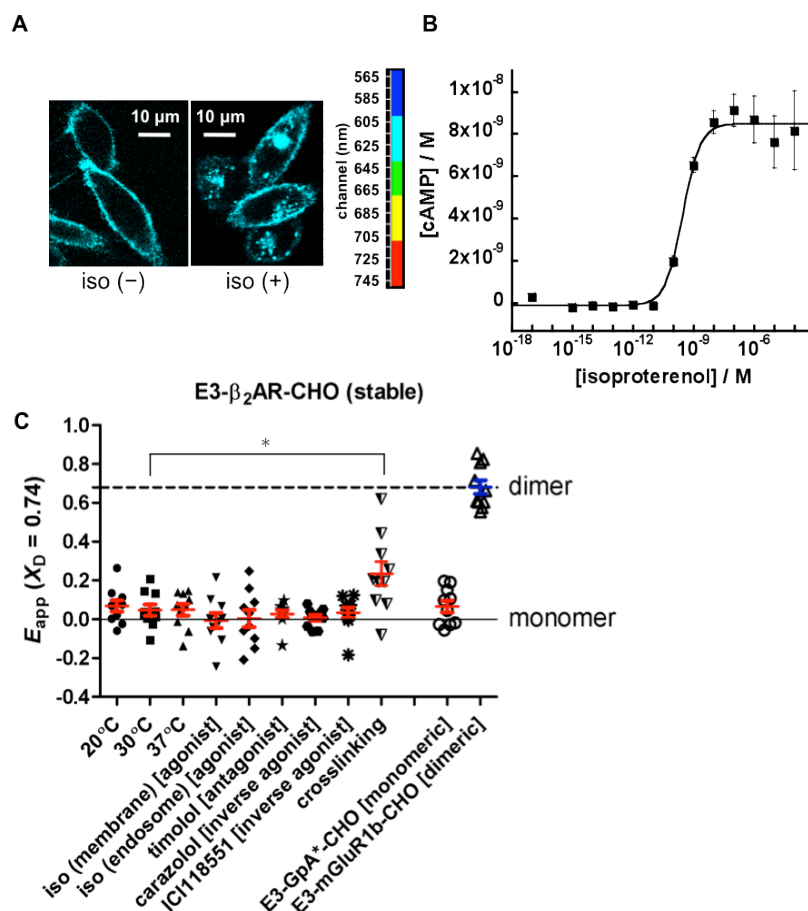 A
10 μm
10 μm
iso (−)
iso (+)
channel (nm)
565
585
605
625
645
665
685
705
725
745
B
[cAMP] / M
1x10⁻⁸
8x10⁻⁹
6x10⁻⁹
4x10⁻⁹
2x10⁻⁹
0
10⁻¹⁸
10⁻¹⁵
10⁻¹²
10⁻⁹
10⁻⁶
[isoproterenol] / M
E3-β₂AR-CHO (stable)
C
Eapp (XD = 0.74)
1.0
0.8
0.6
0.4
0.2
0.0
-0.2
-0.4
*
dimer
monomer
20°C
30°C
37°C
iso (membrane) [agonist]
iso (endosome) [agonist]
timolol [antagonist]
carazolol [inverse agonist]
ICI118551 [inverse agonist]
crosslinking
E3-GpA*-CHO [monomeric]
E3-mGluR1b-CHO [dimeric]